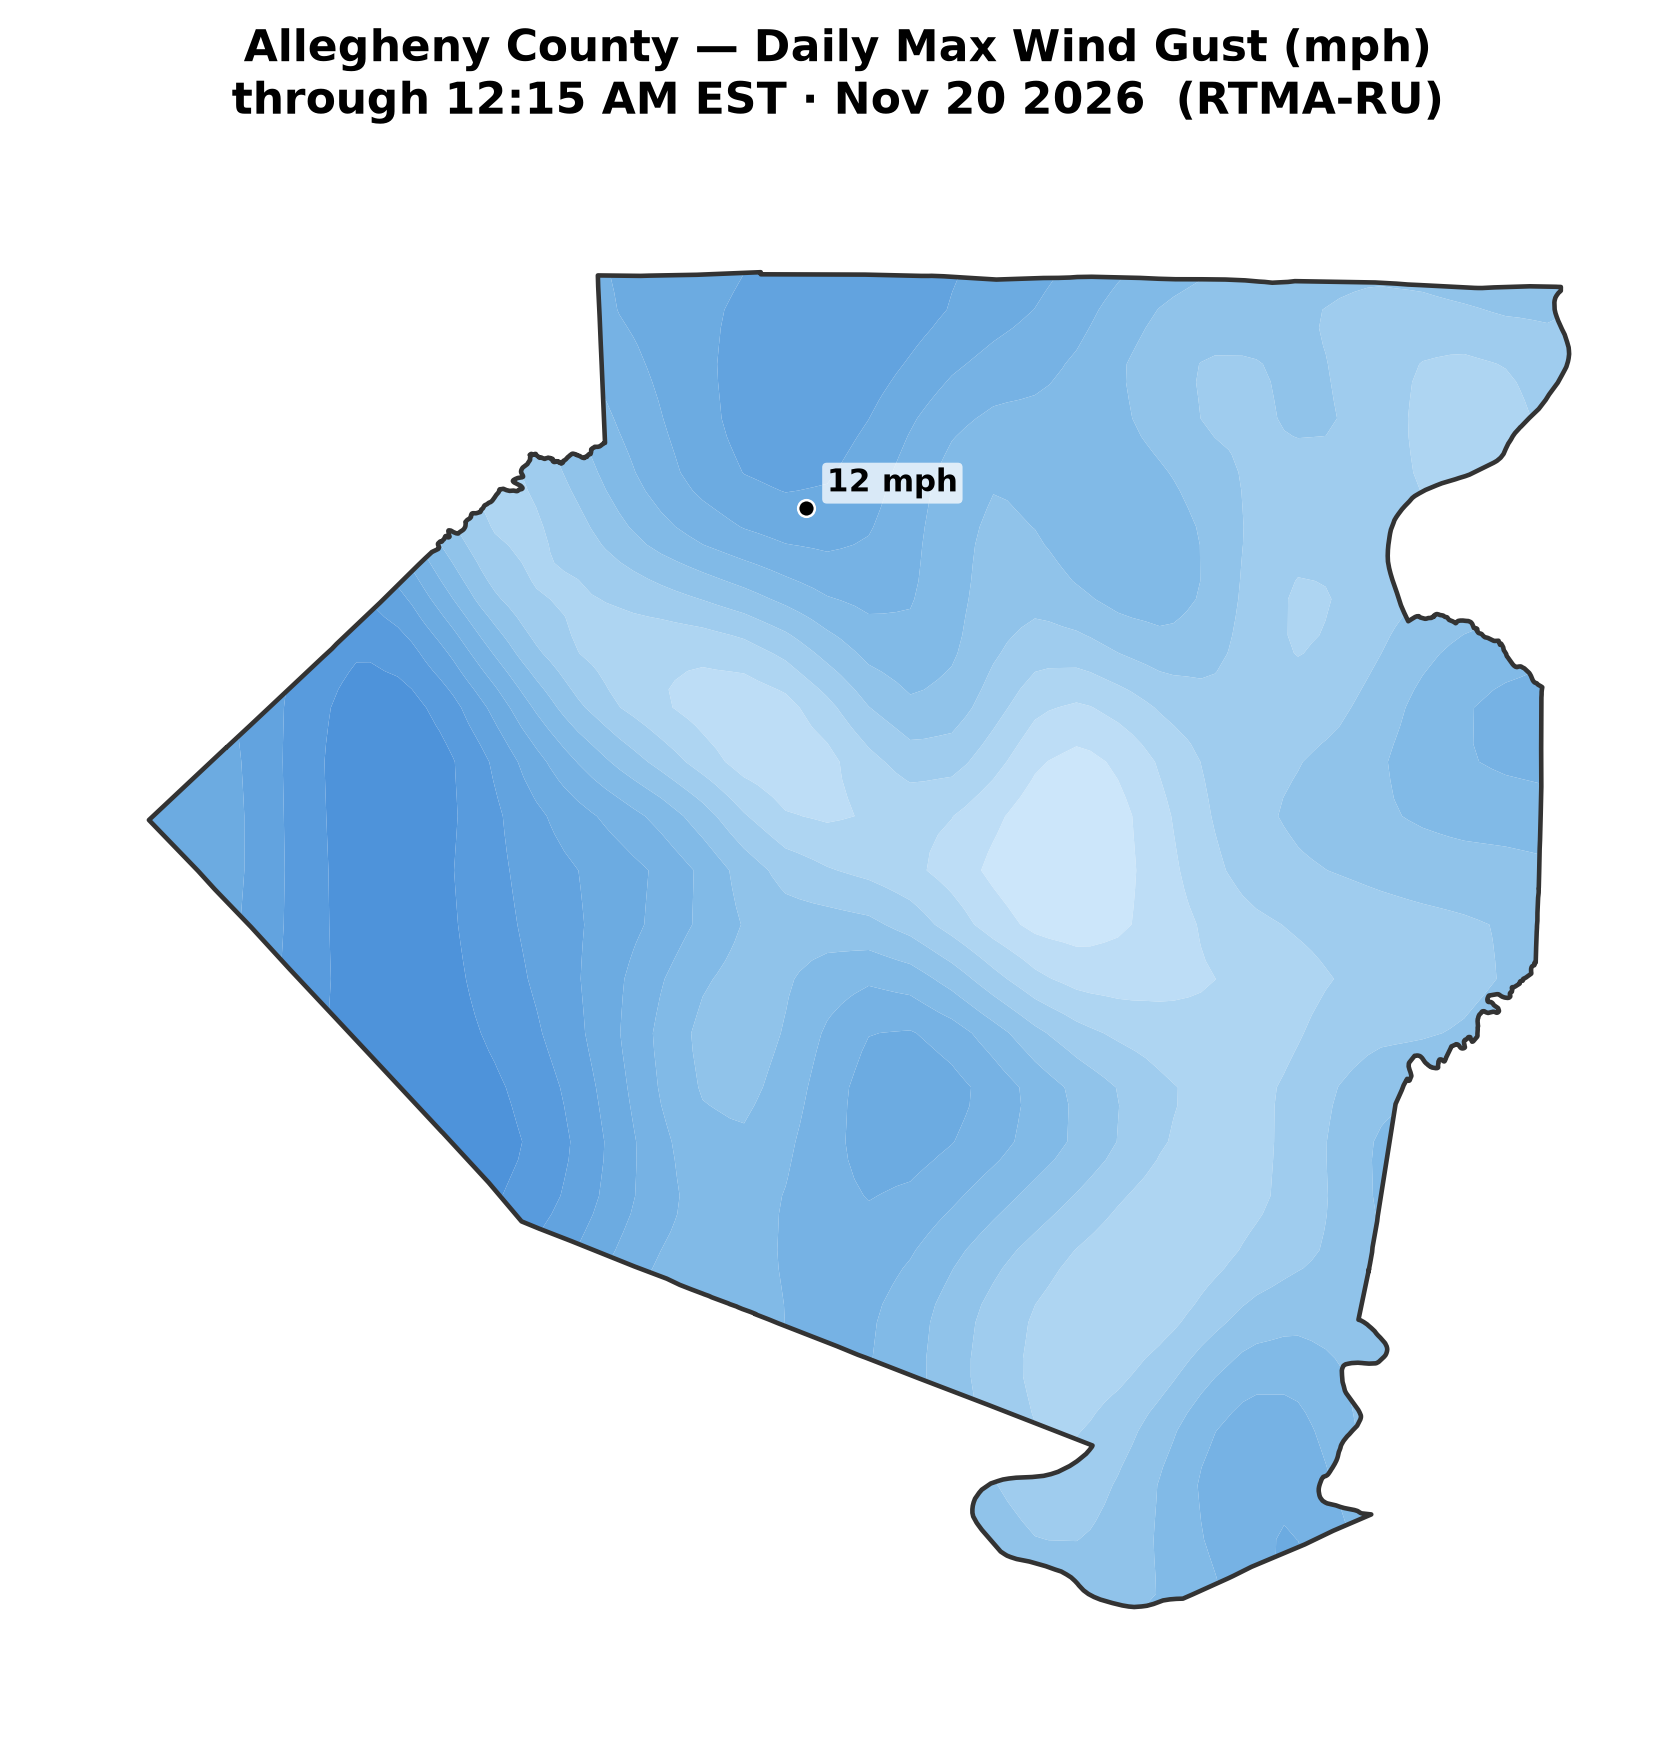 Allegheny County — Daily Max Wind Gust (mph)
through 12:15 AM EST · Nov 20 2026 (RTMA-RU)
12 mph